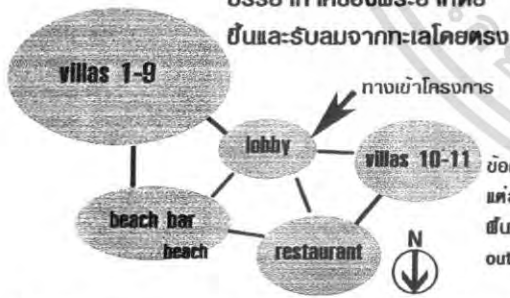 บรรยากาศของพระอาทิตย์
ขึ้นและรับลมจากทะเลโดยตรง
villas 1-9
ทางเข้าโครงการ
lobby
villas 10-11
beach bar
beach
restaurant
N
out